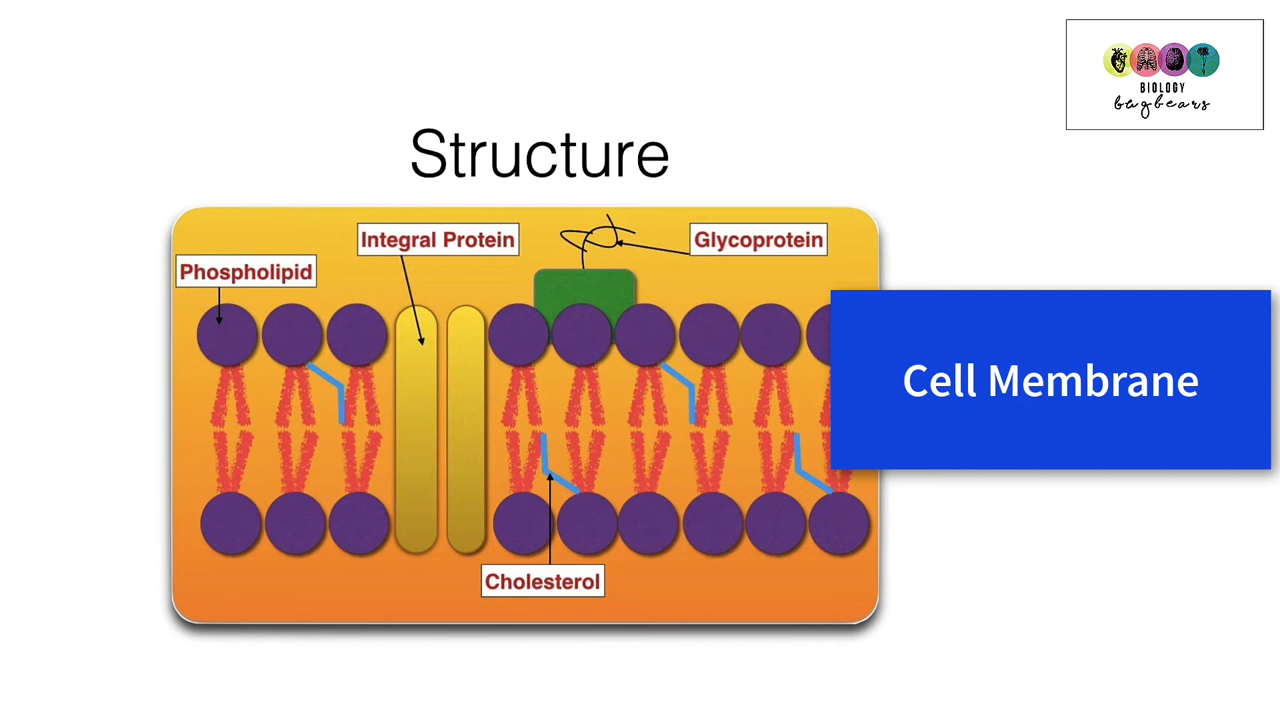 BIOLOGY
bugbears
Structure
Integral Protein
Glycoprotein
Phospholipid
Cell Membrane
Cholesterol